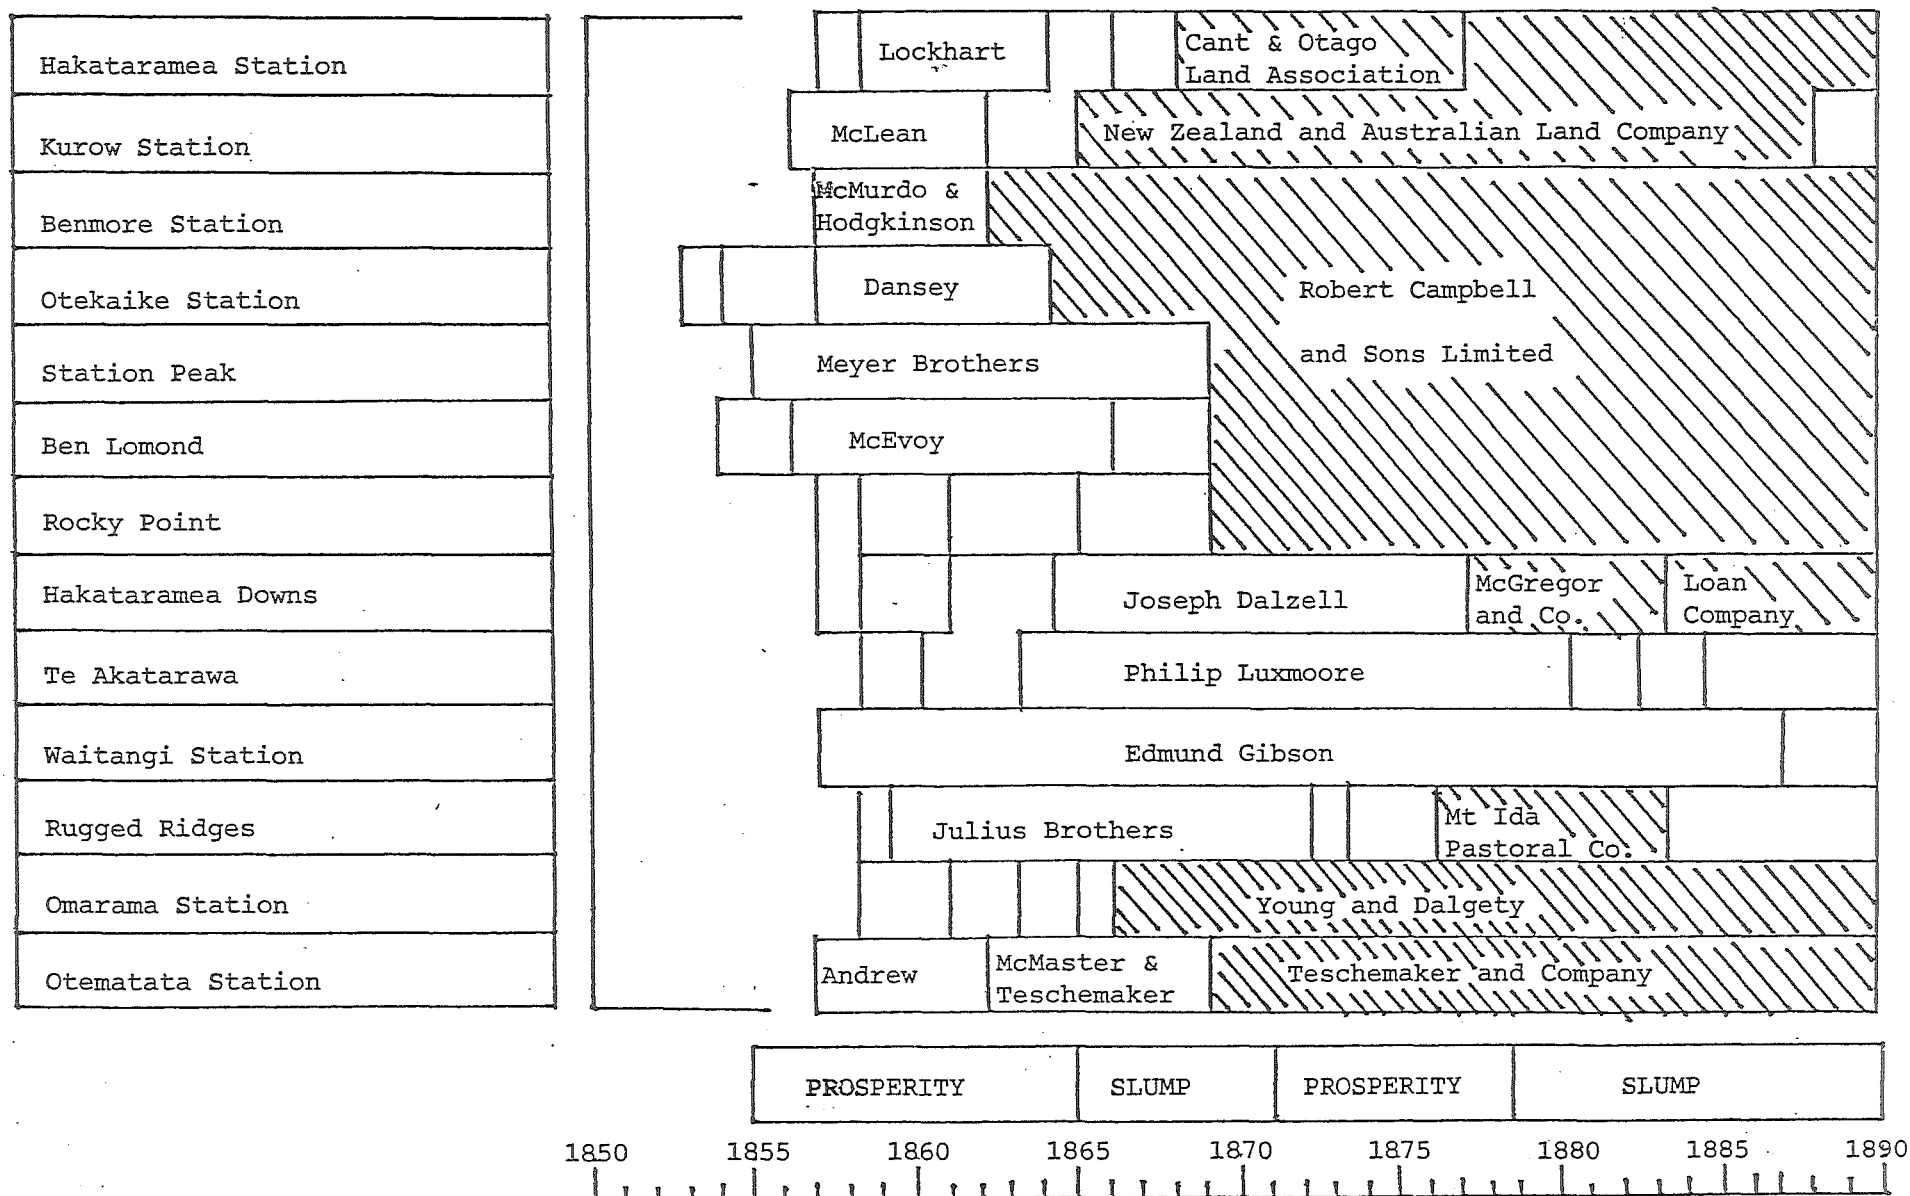 Hakataramea Station
Lockhart
Cant & Otago
Land Association
Kurow Station
McLean
New Zealand and Australian Land Company
Benmore Station
McMurdo &
Hodgkinson
Otekaike Station
Dansey
Robert Campbell
and Sons Limited
Station Peak
Meyer Brothers
Ben Lomond
McEvoy
Rocky Point
Hakataramea Downs
Joseph Dalzell
McGregor
and Co.
Loan
Company
Te Akatarawa
Philip Luxmoore
Waitangi Station
Edmund Gibson
Rugged Ridges
Julius Brothers
Mt Ida
Pastoral Co.
Omarama Station
Young and Dalgety
Otematata Station
Andrew
McMaster &
Teschemaker
Teschemaker and Company
PROSPERITY SLUMP PROSPERITY SLUMP
1850 1855 1860 1865 1870 1875 1880 1885 1890